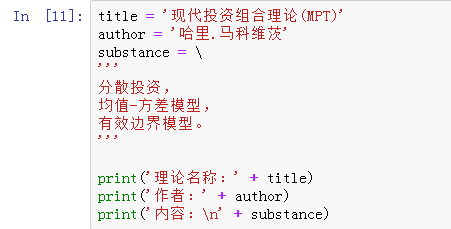 In [11]: title = '现代投资组合理论(MPT)'
author = '哈里.马科维茨'
substance = \
'''
分散投资，
均值-方差模型，
有效边界模型。
'''
print('理论名称：' + title)
print('作者：' + author)
print('内容：\n' + substance)